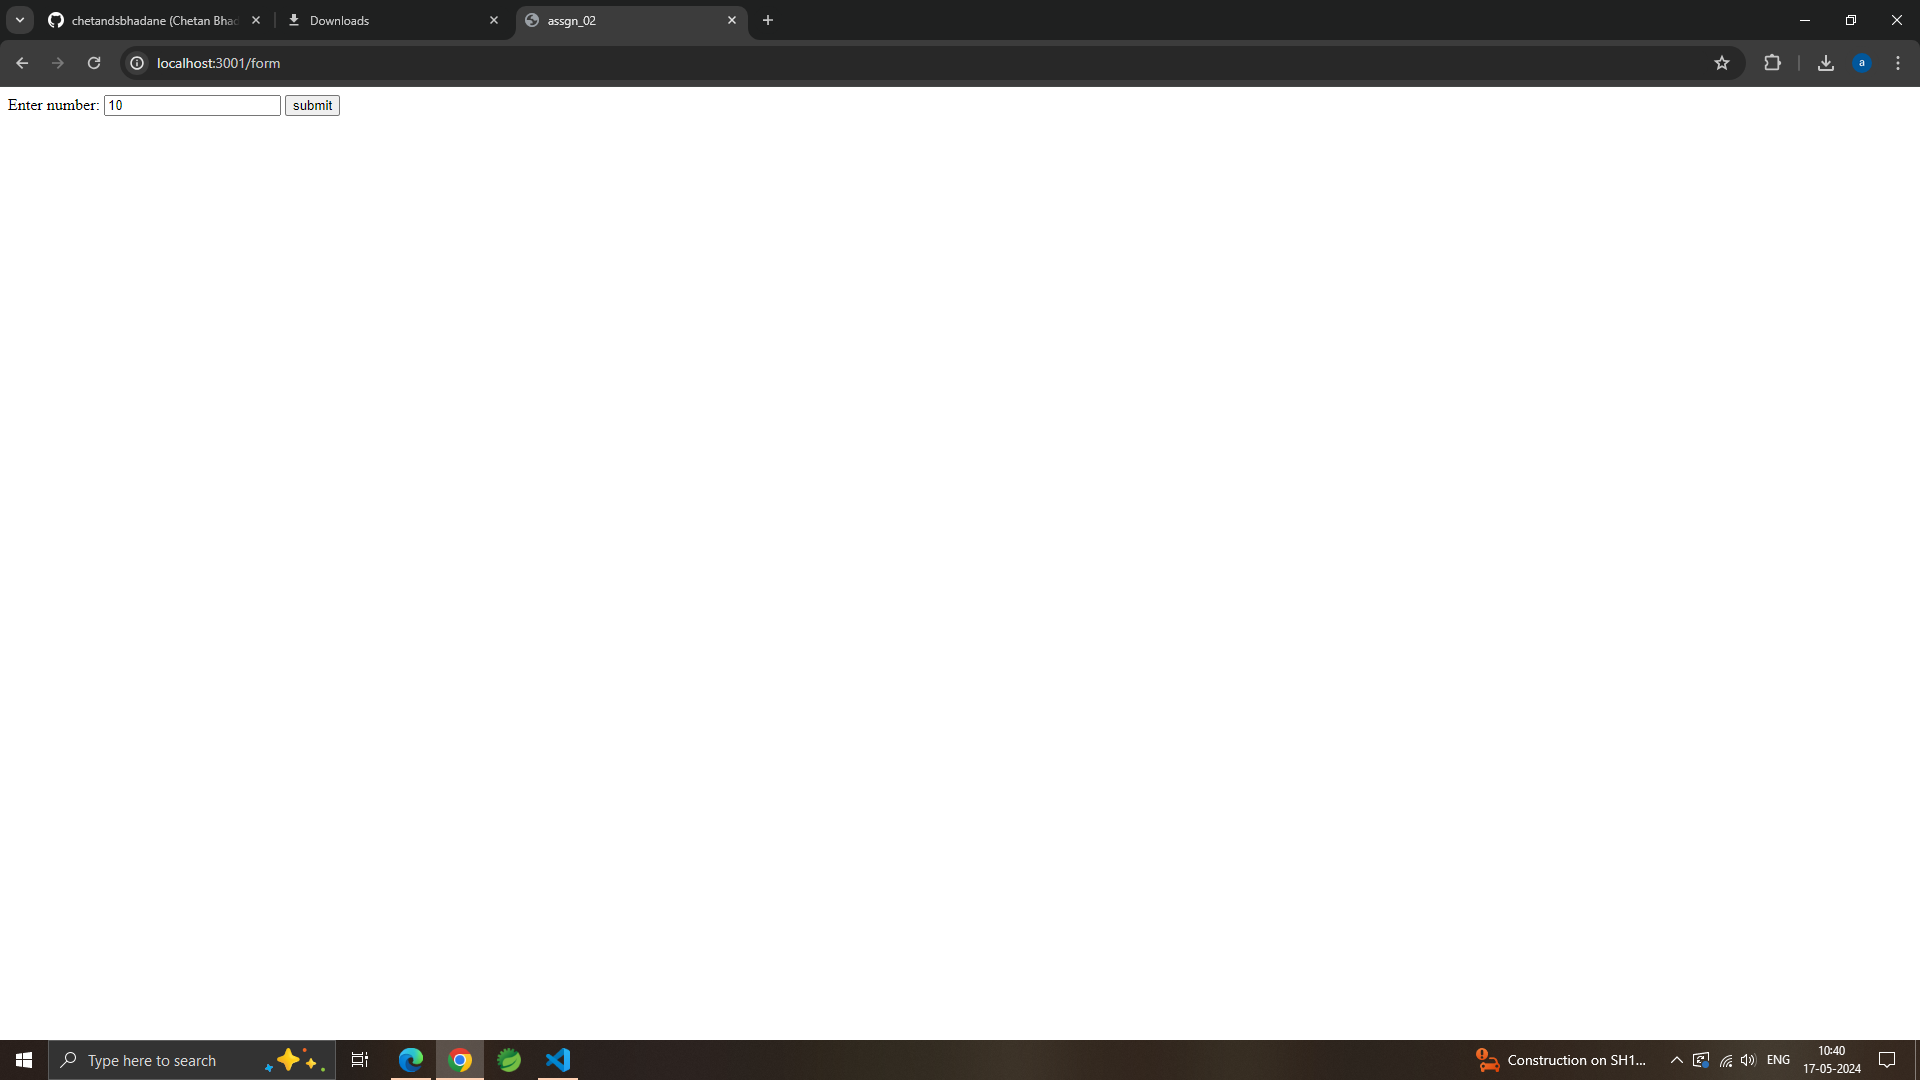 chetandsbhadane (Chetan Bhad
Downloads
assgn_02
localhost:3001/form
a
Enter number: 10 submit
Type here to search
Construction on SH1...
ENG
10:40
17-05-2024